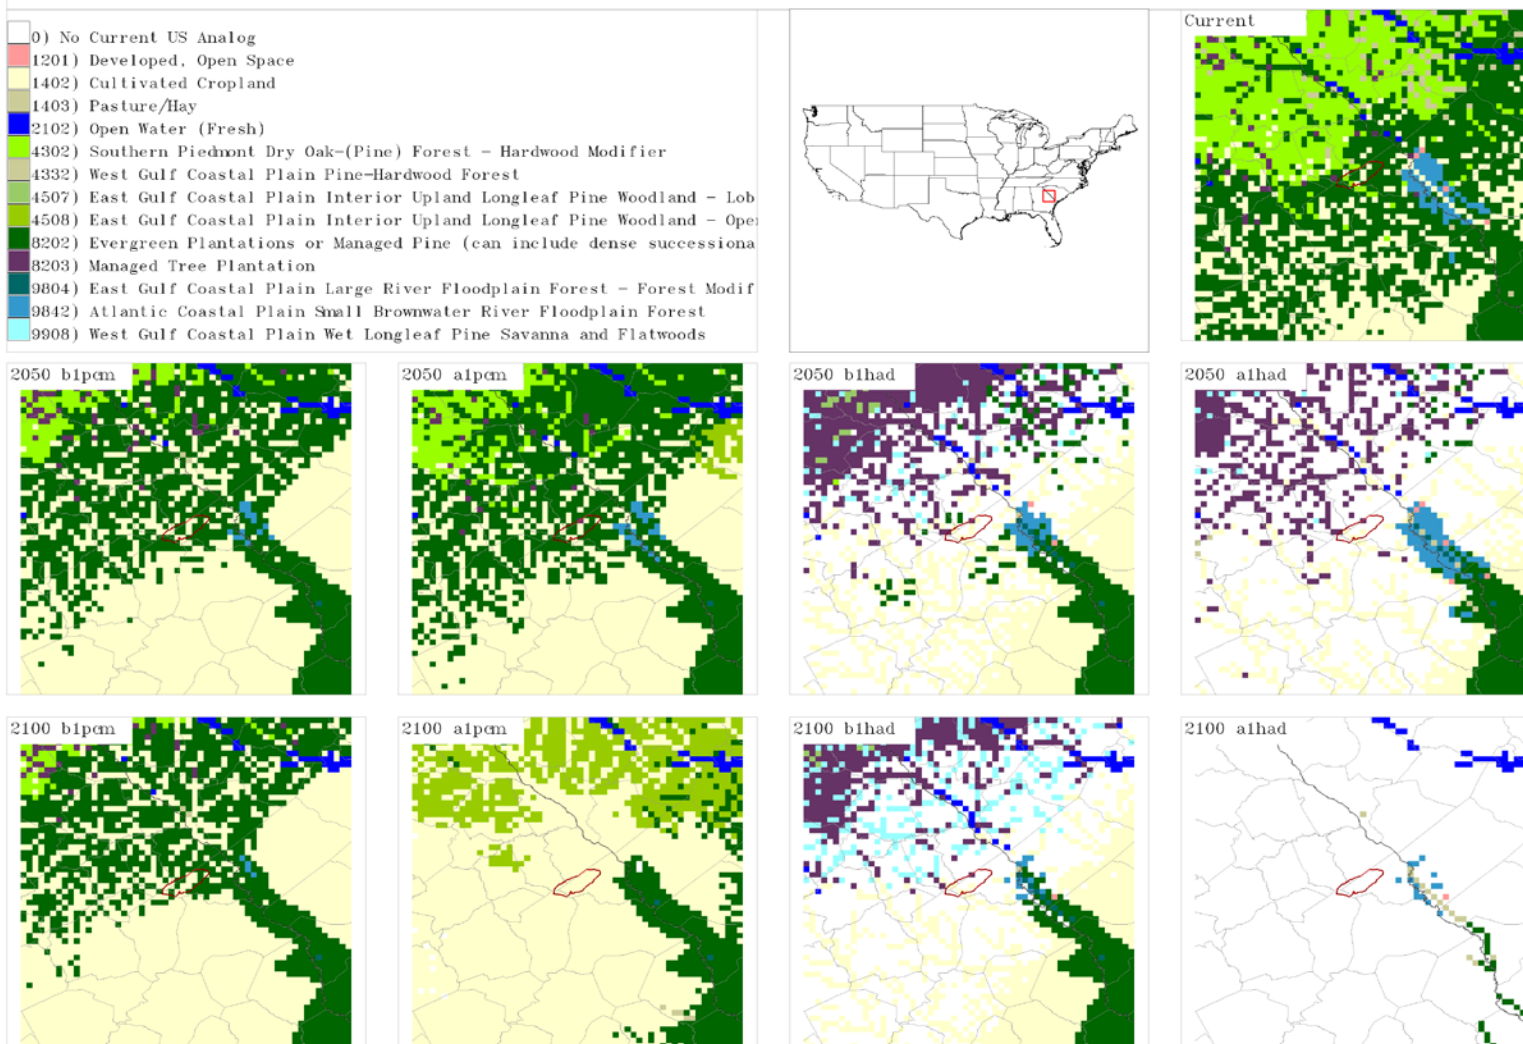 0) No Current US Analog
1201) Developed, Open Space
1402) Cultivated Cropland
1403) Pasture/Hay
2102) Open Water (Fresh)
4302) Southern Piedmont Dry Oak-(Pine) Forest - Hardwood Modifier
4332) West Gulf Coastal Plain Pine-Hardwood Forest
4507) East Gulf Coastal Plain Interior Upland Longleaf Pine Woodland - Lob
4508) East Gulf Coastal Plain Interior Upland Longleaf Pine Woodland - Ope
8202) Evergreen Plantations or Managed Pine (can include dense successiona
8203) Managed Tree Plantation
9804) East Gulf Coastal Plain Large River Floodplain Forest - Forest Modif
9842) Atlantic Coastal Plain Small Brownwater River Floodplain Forest
9908) West Gulf Coastal Plain Wet Longleaf Pine Savanna and Flatwoods
Current
2050 b1pcm
2050 a1pcm
2050 b1had
2050 a1had
2100 b1pcm
2100 a1pcm
2100 b1had
2100 a1had